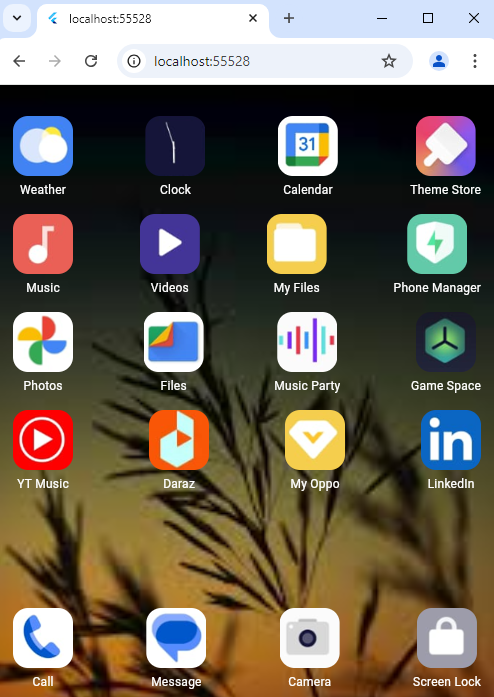 localhost:55528
localhost:55528
31
Weather Clock Calendar Theme Store
Music Videos My Files Phone Manager
Photos Files Music Party Game Space
in
YT Music Daraz My Oppo LinkedIn
Call Message Camera Screen Lock